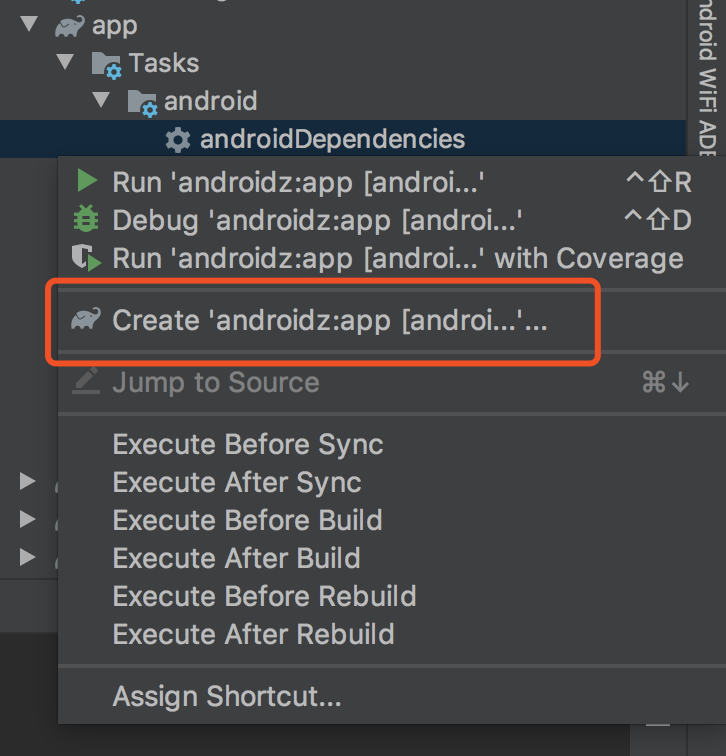 app
Tasks
android
androidDependencies
Run 'androidz:app [androi...' ^⇧R
Debug 'androidz:app [androi...' ^⇧D
Run 'androidz:app [androi...' with Coverage
Create 'androidz:app [androi...'...
Jump to Source ⌘↓
Execute Before Sync
Execute After Sync
Execute Before Build
Execute After Build
Execute Before Rebuild
Execute After Rebuild
Assign Shortcut...
WiFi